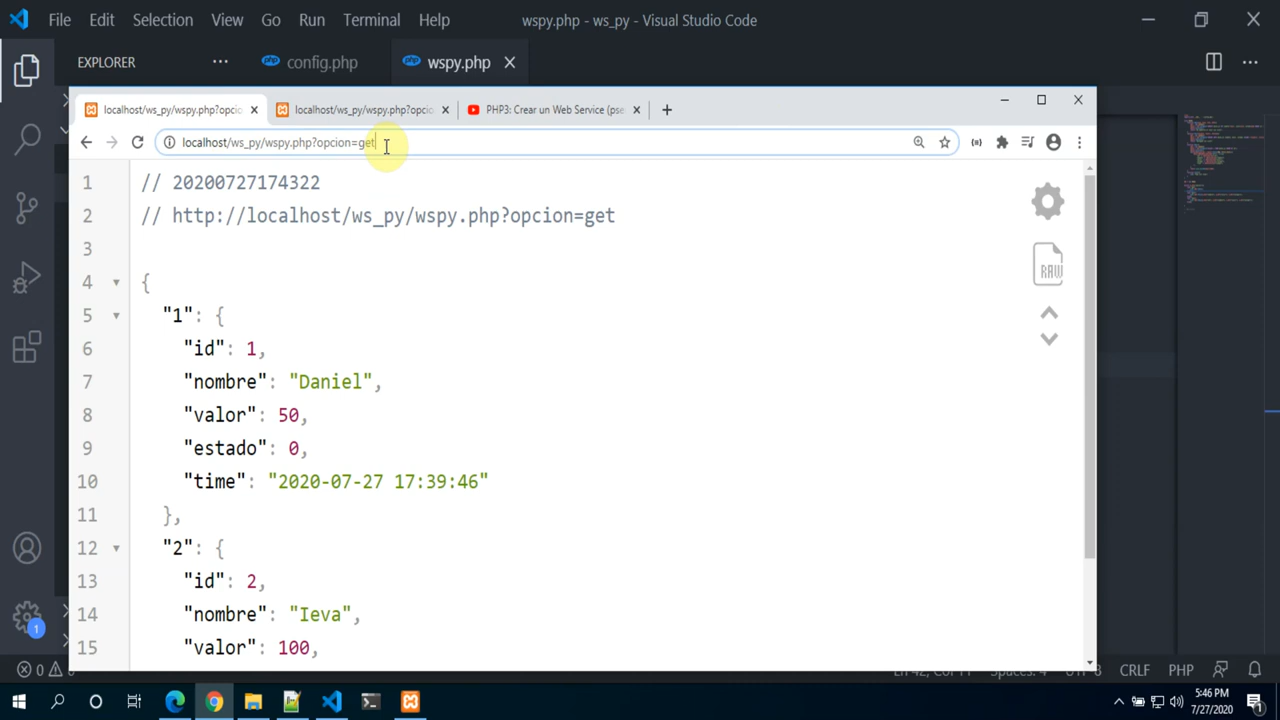 File Edit Selection View Go Run Terminal Help wspy.php - ws_py - Visual Studio Code
EXPLORER ··· config.php wspy.php
localhost/ws_py/wspy.php?opcio localhost/ws_py/wspy.php?opcio PHP3: Crear un Web Service (pse
localhost/ws_py/wspy.php?opcion=get
1 // 20200727174322
2 // http://localhost/ws_py/wspy.php?opcion=get
3
4 {
5 "1": {
6 "id": 1,
7 "nombre": "Daniel",
8 "valor": 50,
9 "estado": 0,
10 "time": "2020-07-27 17:39:46"
11 },
12 "2": {
13 "id": 2,
14 "nombre": "Ieva",
15 "valor": 100,
RAW
1
0 CRLF PHP
5:46 PM
7/27/2020
1